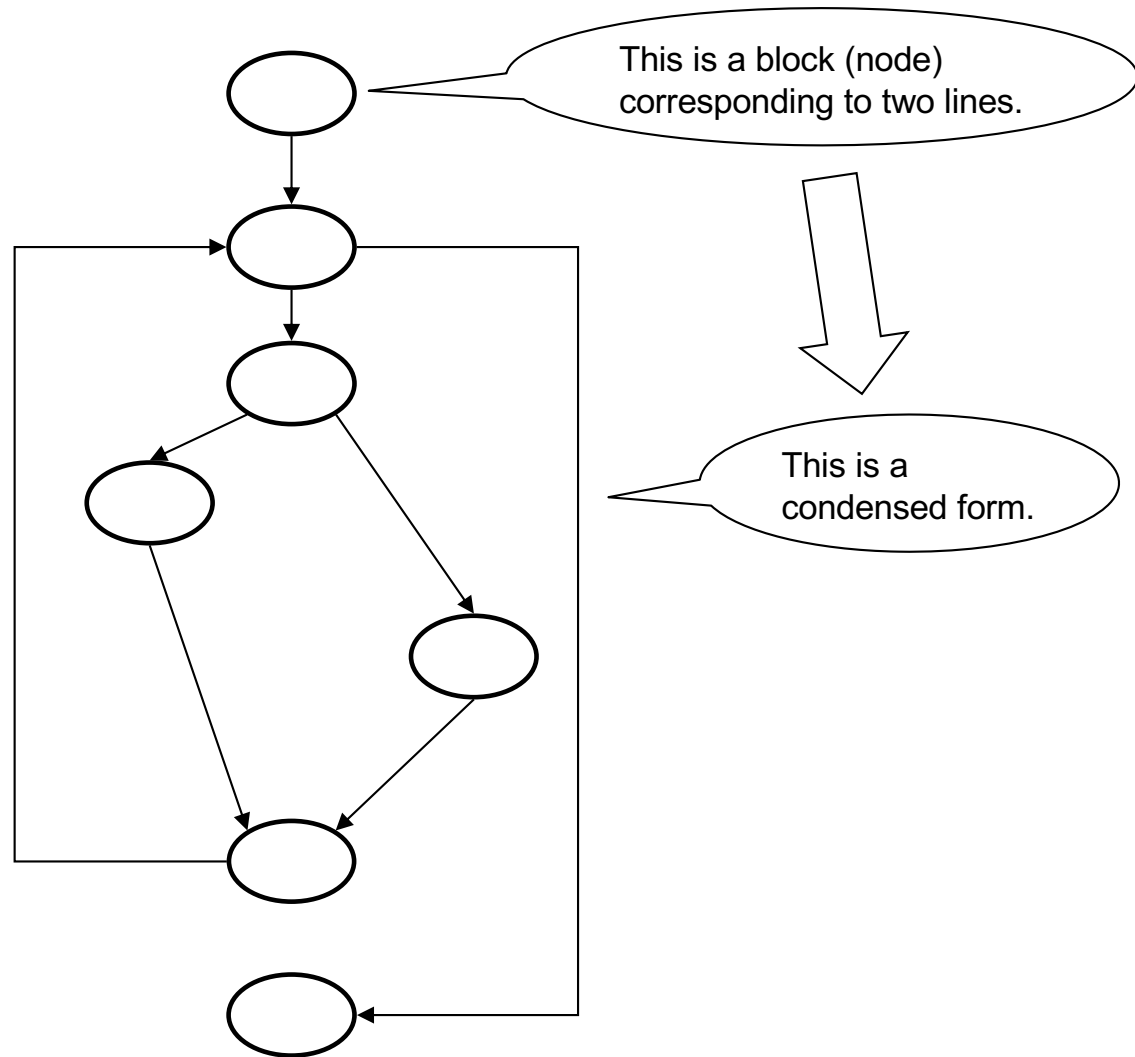 This is a block (node)
corresponding to two lines.
This is a
condensed form.